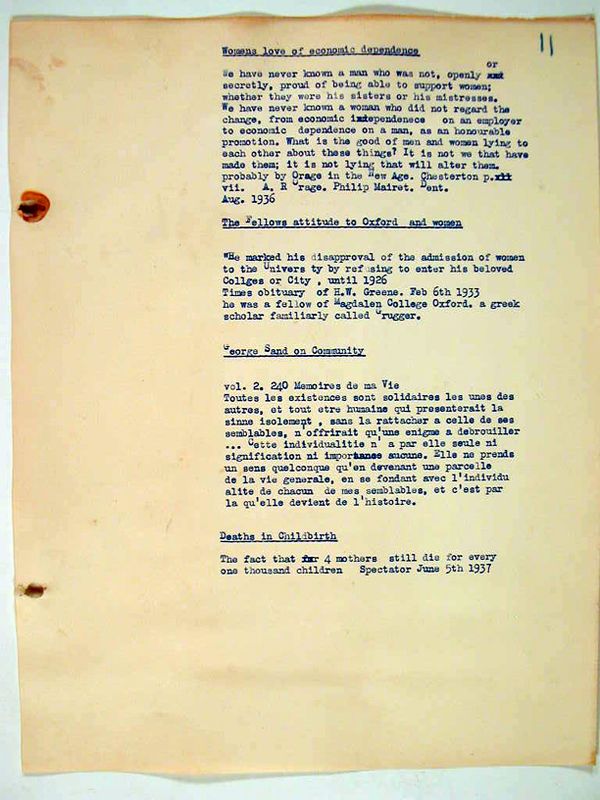 11
Womens love of economic dependence
or
We have never known a man who was not, openly xxx
secretly, proud of being able to support women;
whether they were his sisters or his mistresses.
We have never known a woman who did not regard the
change, from economic independenece on an employer
to economic dependence on a man, as an honourable
promotion. What is the good of men and women lying to
each other about these things? It is not we that have
made them; it is not lying that will alter them.
probably by Orage in the New Age. Chesterton p.xii
vii. A. R Orage. Philip Mairet. Dent.
Aug. 1936
The Fellows attitude to Oxford and women
"He marked his disapproval of the admission of women
to the Univers ty by refusing to enter his beloved
Collges or City , until 1926
Times obituary of H.W. Greene. Feb 6th 1933
he was a fellow of Magdalen College Oxford. a greek
scholar familiarly called Grugger.
George Sand on Community
vol. 2. 240 Memoires de ma Vie
Toutes les existences sont solidaires les unes des
autres, et tout etre humaine qui presenterait la
sinne isolement , sans la rattacher a celle de ses
semblables, n'offrirait qu'une enigme a debrouiller
... Cette individualitie n' a par elle seule ni
signification ni importanse aucune. Elle ne prends
un sens quelconque qu'en devenant une parcelle
de la vie generale, en se fondant avec l'individu
alite de chacun de mes semblables, et c'est par
la qu'elle devient de l'histoire.
Deaths in Childbirth
The fact that 4 mothers still die for every
one thousand children Spectator June 5th 1937